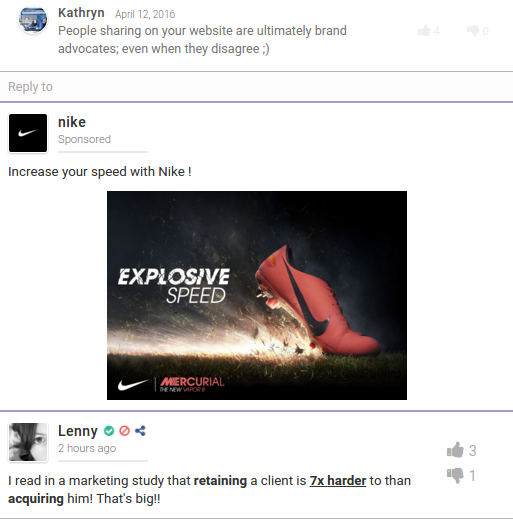 Kathryn April 12, 2016
People sharing on your website are ultimately brand
advocates; even when they disagree ;)
4 0
Reply to
nike
Sponsored
Increase your speed with Nike !
EXPLOSIVE
SPEED
MERCURIAL
THE NEW VAPOR 8
Lenny
2 hours ago
3
1
I read in a marketing study that retaining a client is 7x harder to than
acquiring him! That's big!!